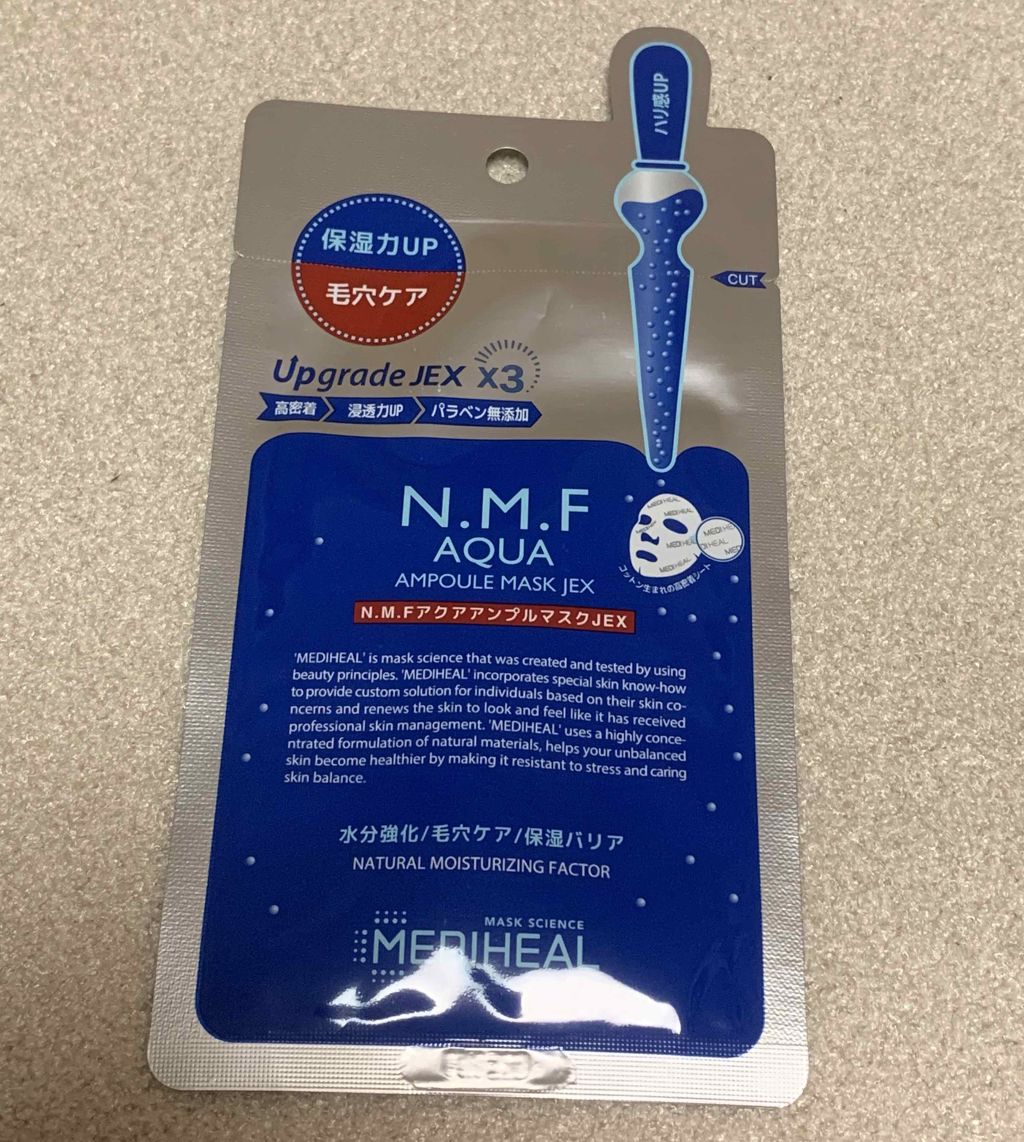 ハリ感UP
保湿力UP
毛穴ケア
CUT
Upgrade JEX x3
高密着 浸透力UP パラベン無添加
N.M.F
AQUA
AMPOULE MASK JEX
N.M.FアクアアンプルマスクJEX
MEDIHEAL
MEDIHEAL
MEDIHEAL
MEDIHEAL
コットン生まれの高密着シート
'MEDIHEAL' is mask science that was created and tested by using
beauty principles. 'MEDIHEAL' incorporates special skin know-how
to provide custom solution for individuals based on their skin co-
ncerns and renews the skin to look and feel like it has received
professional skin management. 'MEDIHEAL' uses a highly conce-
ntrated formulation of natural materials, helps your unbalanced
skin become healthier by making it resistant to stress and caring
skin balance.
水分強化/毛穴ケア/保湿バリア
NATURAL MOISTURIZING FACTOR
MASK SCIENCE
MEDIHEAL